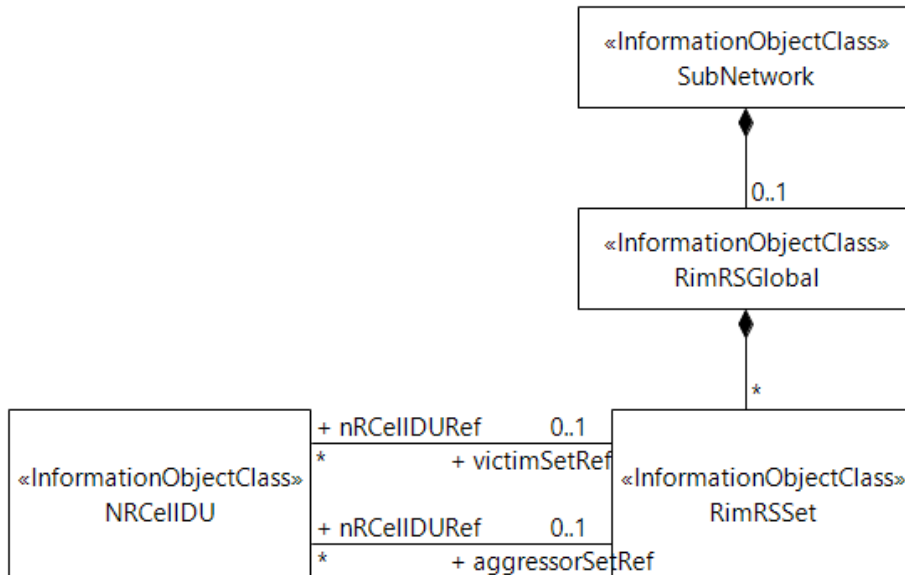 «InformationObjectClass»
SubNetwork
0..1
«InformationObjectClass»
RimRSGlobal
*
«InformationObjectClass»
NRCellDU
+ nRCellDURef 0..1
* + victimSetRef
+ nRCellDURef 0..1
* + aggressorSetRef
«InformationObjectClass»
RimRSSet